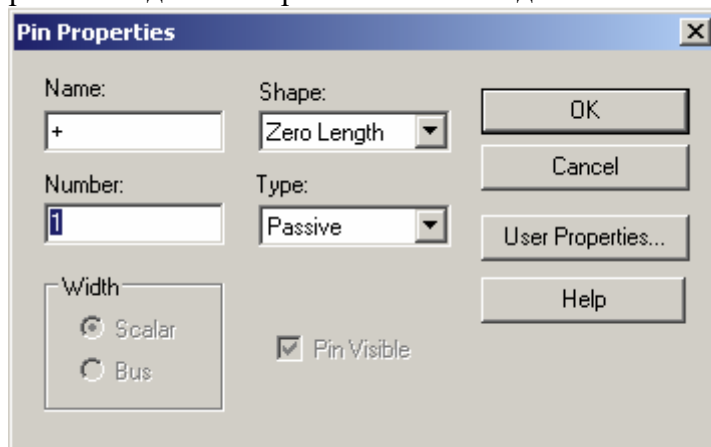 Pin Properties
Name:
Shape:
+
Zero Length
OK
Cancel
Number:
Type:
1
Passive
User Properties...
Width
Help
Scalar
Pin Visible
Bus